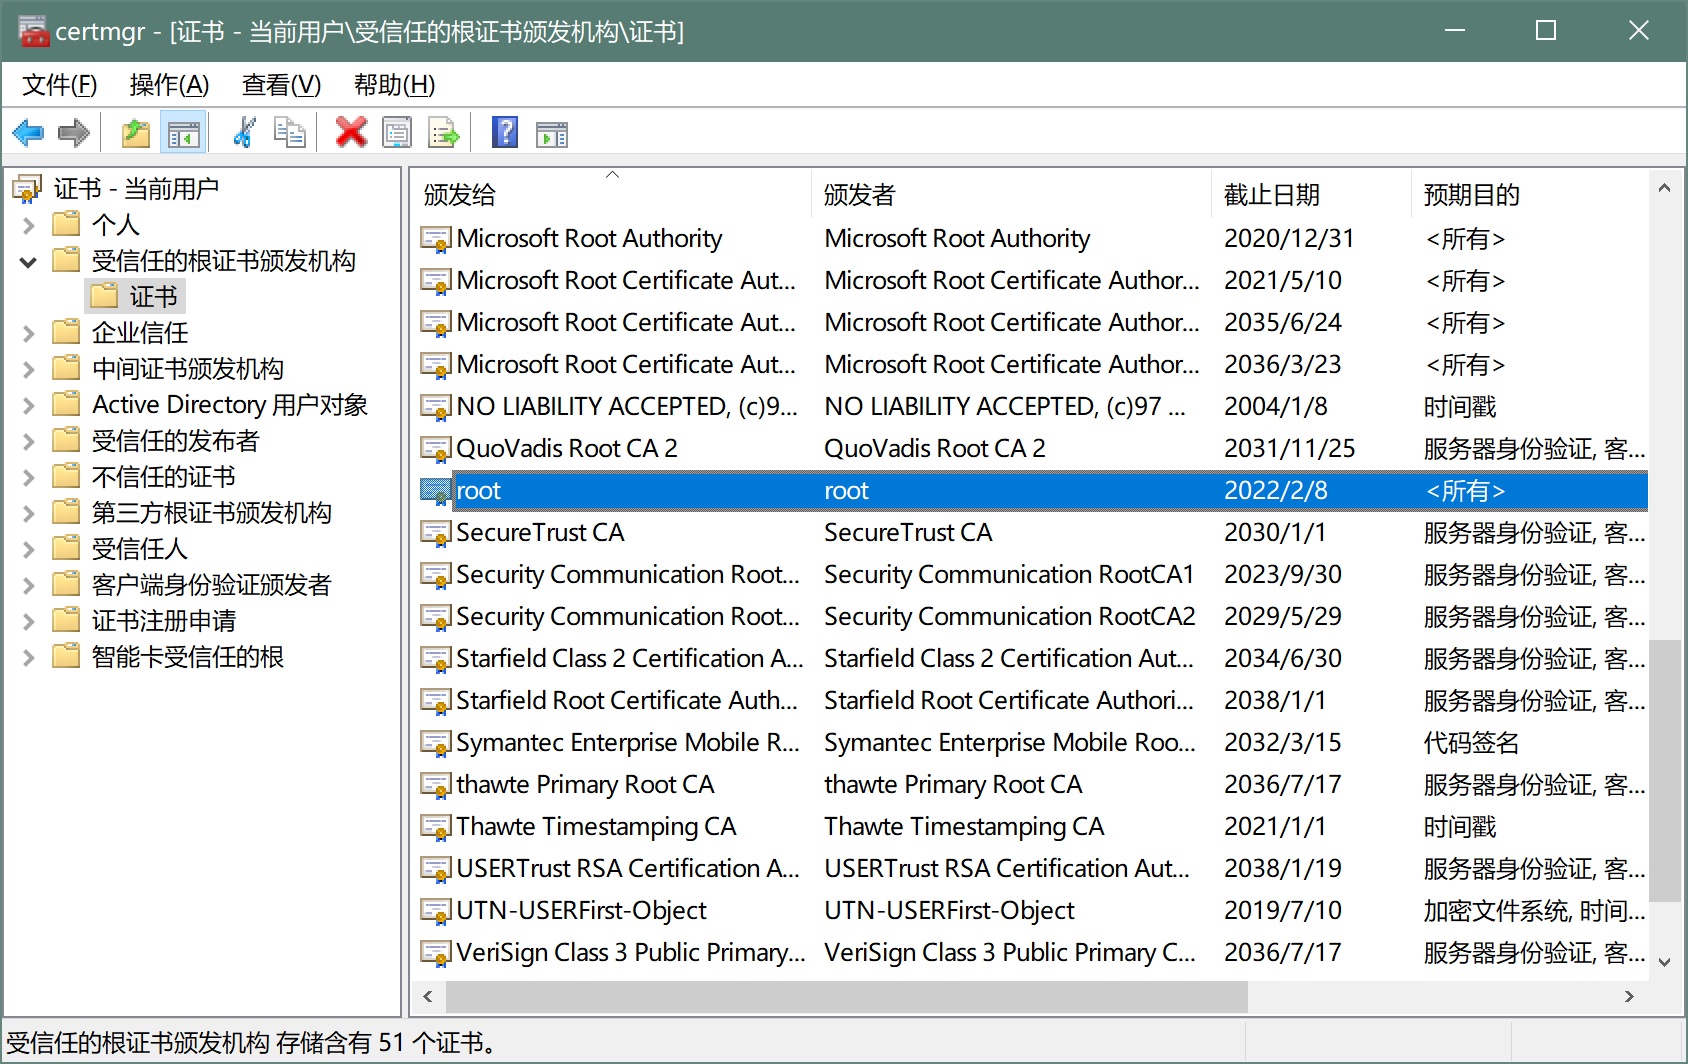 certmgr - [证书 - 当前用户\受信任的根证书颁发机构\证书]
文件(F) 操作(A) 查看(V) 帮助(H)
证书 - 当前用户
个人
受信任的根证书颁发机构
证书
企业信任
中间证书颁发机构
Active Directory 用户对象
受信任的发布者
不信任的证书
第三方根证书颁发机构
受信任人
客户端身份验证颁发者
证书注册申请
智能卡受信任的根
颁发给 颁发者 截止日期 预期目的
Microsoft Root Authority Microsoft Root Authority 2020/12/31 <所有>
Microsoft Root Certificate Aut... Microsoft Root Certificate Author... 2021/5/10 <所有>
Microsoft Root Certificate Aut... Microsoft Root Certificate Author... 2035/6/24 <所有>
Microsoft Root Certificate Aut... Microsoft Root Certificate Author... 2036/3/23 <所有>
NO LIABILITY ACCEPTED, (c)9... NO LIABILITY ACCEPTED, (c)97 ... 2004/1/8 时间戳
QuoVadis Root CA 2 QuoVadis Root CA 2 2031/11/25 服务器身份验证, 客...
root root 2022/2/8 <所有>
SecureTrust CA SecureTrust CA 2030/1/1 服务器身份验证, 客...
Security Communication Root... Security Communication RootCA1 2023/9/30 服务器身份验证, 客...
Security Communication Root... Security Communication RootCA2 2029/5/29 服务器身份验证, 客...
Starfield Class 2 Certification A... Starfield Class 2 Certification Aut... 2034/6/30 服务器身份验证, 客...
Starfield Root Certificate Auth... Starfield Root Certificate Authori... 2038/1/1 服务器身份验证, 客...
Symantec Enterprise Mobile R... Symantec Enterprise Mobile Roo... 2032/3/15 代码签名
thawte Primary Root CA thawte Primary Root CA 2036/7/17 服务器身份验证, 客...
Thawte Timestamping CA Thawte Timestamping CA 2021/1/1 时间戳
USERTrust RSA Certification A... USERTrust RSA Certification Aut... 2038/1/19 服务器身份验证, 客...
UTN-USERFirst-Object UTN-USERFirst-Object 2019/7/10 加密文件系统, 时间...
VeriSign Class 3 Public Primary... VeriSign Class 3 Public Primary C... 2036/7/17 服务器身份验证, 客...
受信任的根证书颁发机构 存储含有 51 个证书。